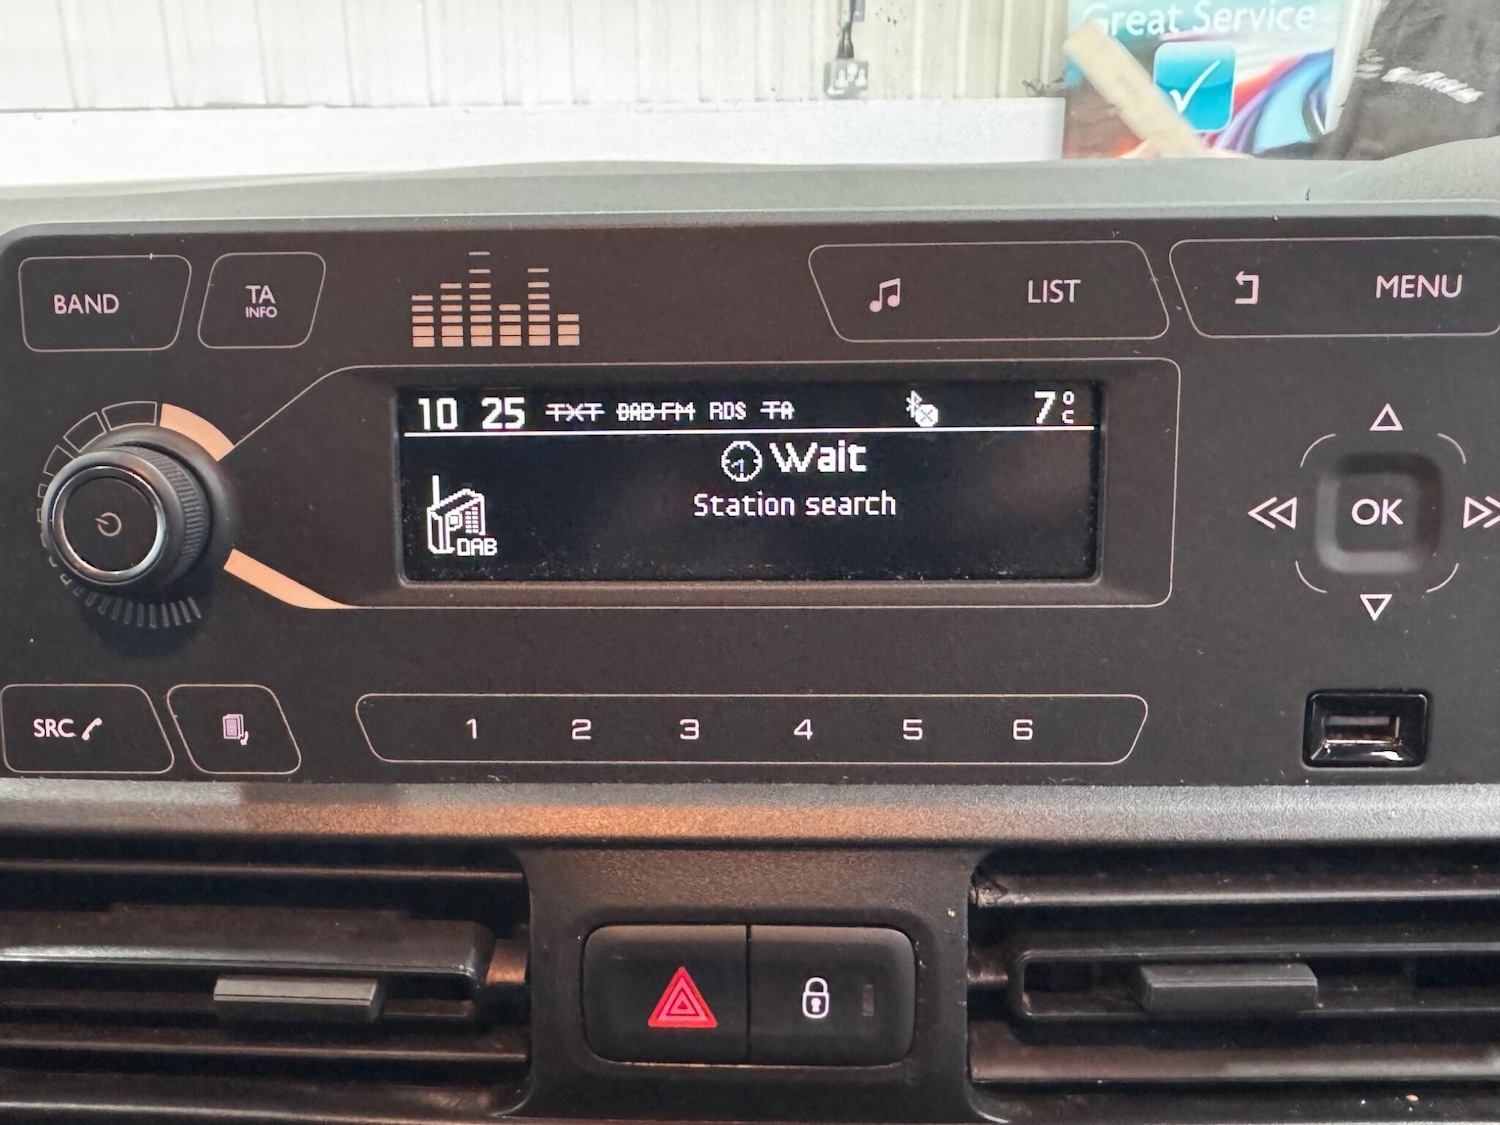 Great Service
BAND
TA
INFO
LIST
MENU
10 25 TXT DAB-FM RDS TA 7°C
Wait
Station search
DAB
OK
SRC
1 2 3 4 5 6